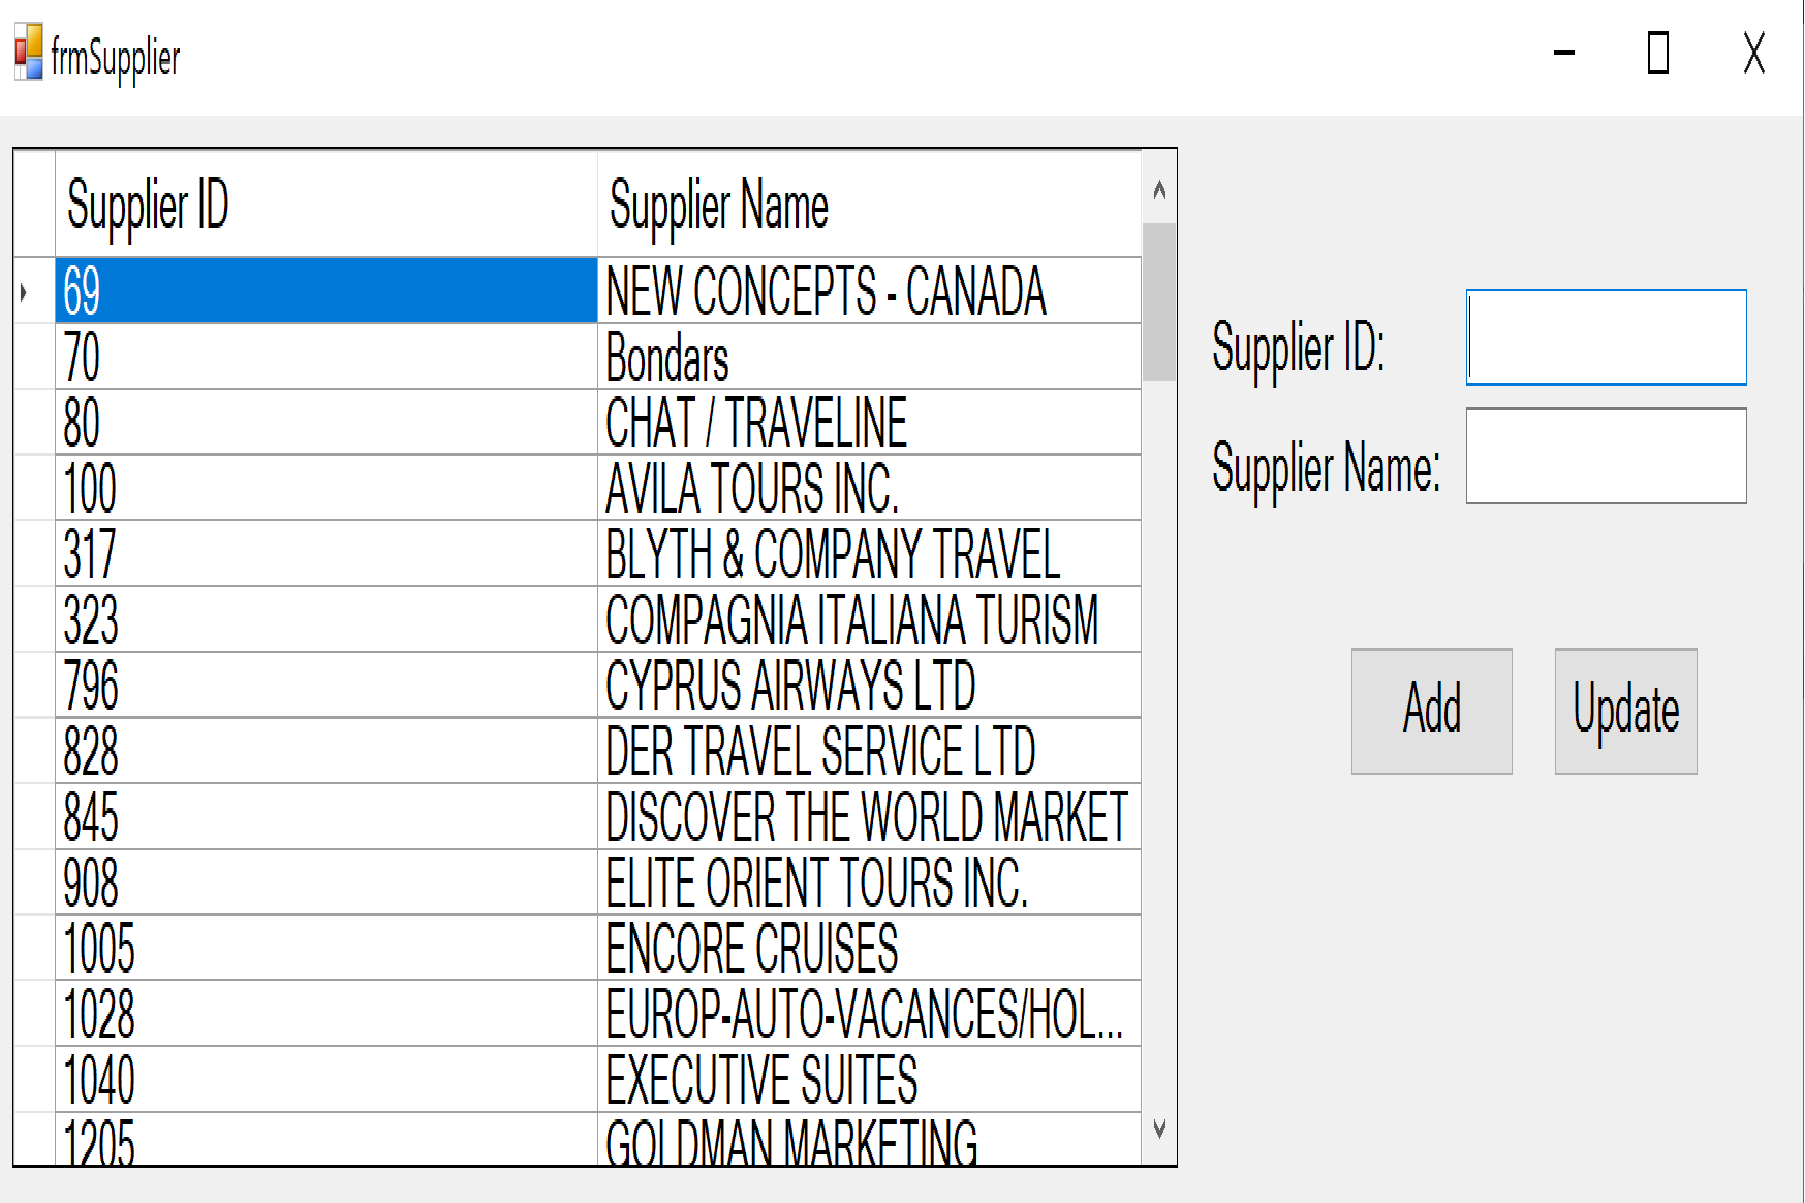 frmSupplier
Supplier ID Supplier Name
69 NEW CONCEPTS - CANADA
70 Bondars
80 CHAT / TRAVELINE
100 AVILA TOURS INC.
317 BLYTH & COMPANY TRAVEL
323 COMPAGNIA ITALIANA TURISM
796 CYPRUS AIRWAYS LTD
828 DER TRAVEL SERVICE LTD
845 DISCOVER THE WORLD MARKET
908 ELITE ORIENT TOURS INC.
1005 ENCORE CRUISES
1028 EUROP-AUTO-VACANCES/HOL...
1040 EXECUTIVE SUITES
1205 GOLDMAN MARKETING
Supplier ID:
Supplier Name:
Add Update